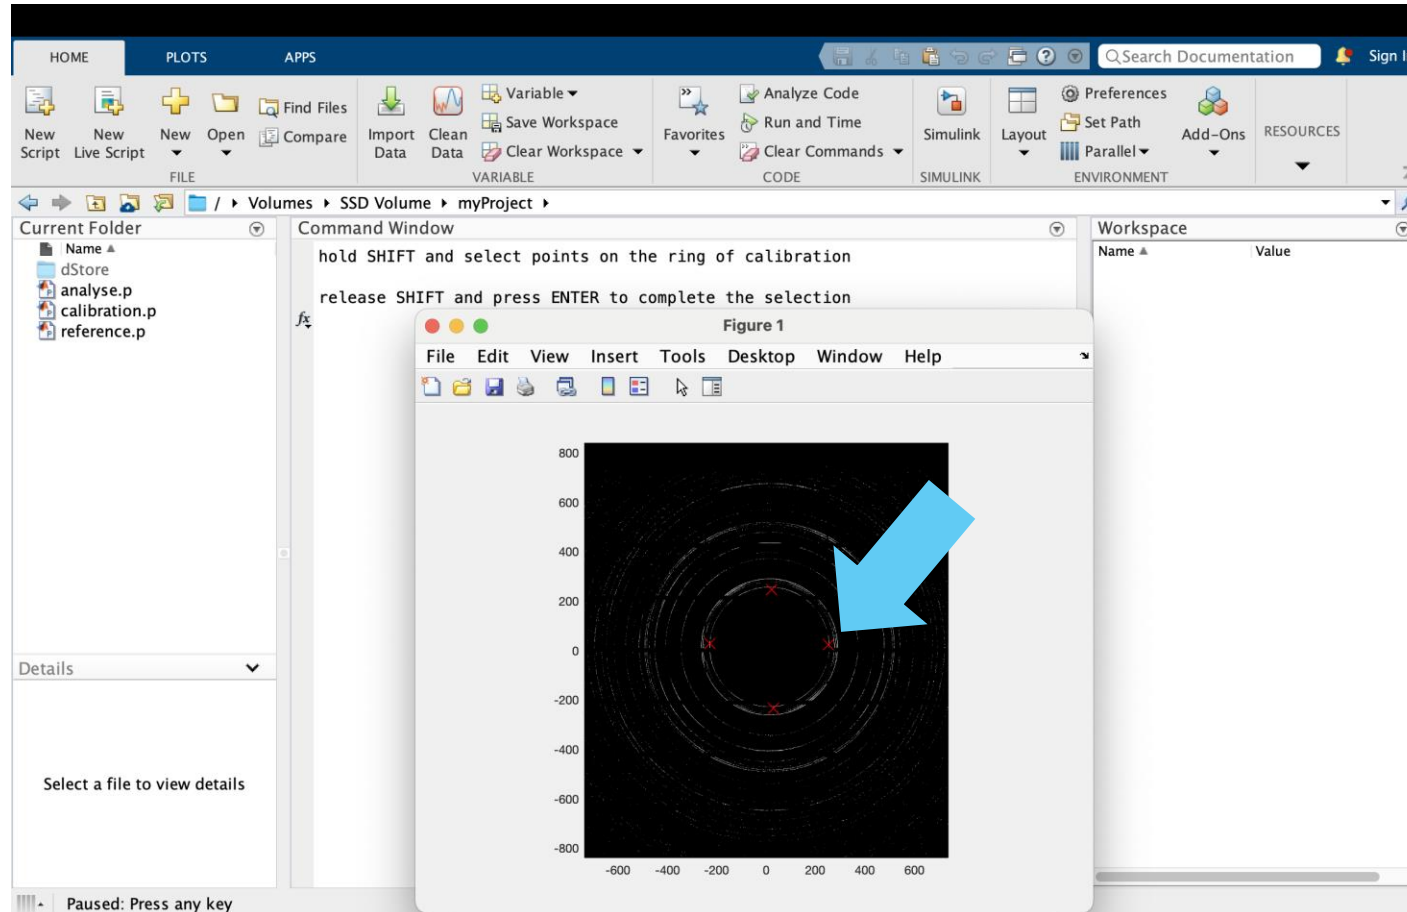 HOME PLOTS APPS
Search Documentation
Sign I
New Script
New Live Script
New
Open
Find Files
Compare
FILE
Import Data
Clean Data
Variable
Save Workspace
Clear Workspace
VARIABLE
Favorites
Analyze Code
Run and Time
Clear Commands
CODE
Simulink
SIMULINK
Layout
Preferences
Set Path
Parallel
Add-Ons
ENVIRONMENT
RESOURCES
/ Volumes SSD Volume myProject
Current Folder
Name
dStore
analyse.p
calibration.p
reference.p
Details
Select a file to view details
Command Window
hold SHIFT and select points on the ring of calibration
release SHIFT and press ENTER to complete the selection
fx
Workspace
Name Value
Figure 1
File Edit View Insert Tools Desktop Window Help
800
600
400
200
0
-200
-400
-600
-800
-600 -400 -200 0 200 400 600
Paused: Press any key